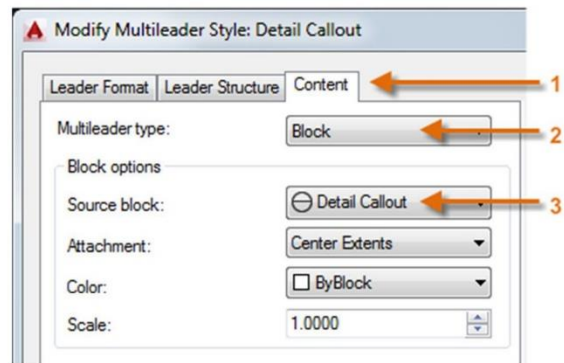 Modify Multileader Style: Detail Callout
Leader Format Leader Structure Content 1
Multileader type: Block 2
Block options
Source block: Detail Callout 3
Attachment: Center Extents
Color: ByBlock
Scale: 1.0000